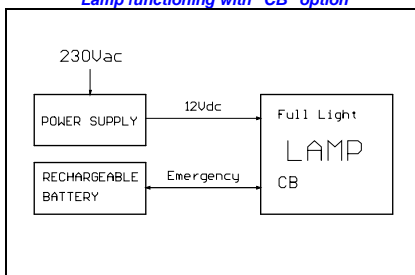 Lamp functioning with "CB" option
230Vac
12Vdc
POWER SUPPLY
Full Light
LAMP
RECHARGEABLE
BATTERY
Emergency
CB